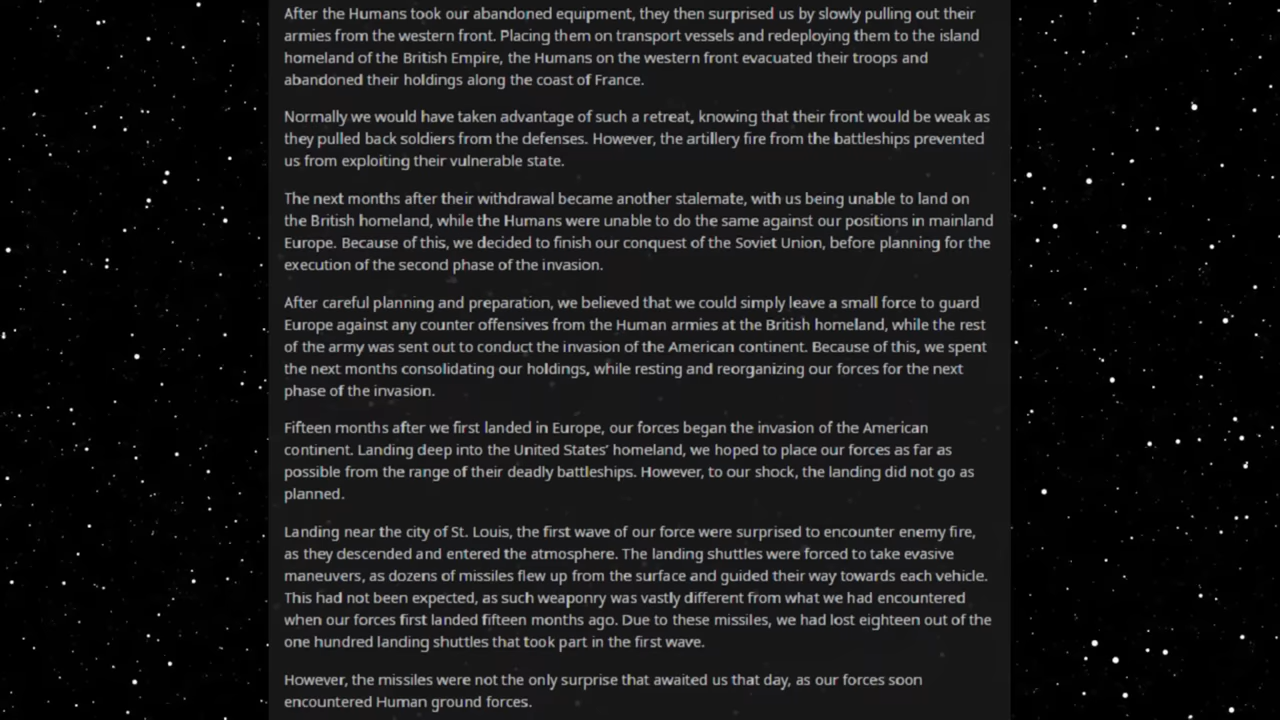 After the Humans took our abandoned equipment, they then surprised us by slowly pulling out their
armies from the western front. Placing them on transport vessels and redeploying them to the island
homeland of the British Empire, the Humans on the western front evacuated their troops and
abandoned their holdings along the coast of France.
Normally we would have taken advantage of such a retreat, knowing that their front would be weak as
they pulled back soldiers from the defenses. However, the artillery fire from the battleships prevented
us from exploiting their vulnerable state.
The next months after their withdrawal became another stalemate, with us being unable to land on
the British homeland, while the Humans were unable to do the same against our positions in mainland
Europe. Because of this, we decided to finish our conquest of the Soviet Union, before planning for the
execution of the second phase of the invasion.
After careful planning and preparation, we believed that we could simply leave a small force to guard
Europe against any counter offensives from the Human armies at the British homeland, while the rest
of the army was sent out to conduct the invasion of the American continent. Because of this, we spent
the next months consolidating our holdings, while resting and reorganizing our forces for the next
phase of the invasion.
Fifteen months after we first landed in Europe, our forces began the invasion of the American
continent. Landing deep into the United States’ homeland, we hoped to place our forces as far as
possible from the range of their deadly battleships. However, to our shock, the landing did not go as
planned.
Landing near the city of St. Louis, the first wave of our force were surprised to encounter enemy fire,
as they descended and entered the atmosphere. The landing shuttles were forced to take evasive
maneuvers, as dozens of missiles flew up from the surface and guided their way towards each vehicle.
This had not been expected, as such weaponry was vastly different from what we had encountered
when our forces first landed fifteen months ago. Due to these missiles, we had lost eighteen out of the
one hundred landing shuttles that took part in the first wave.
However, the missiles were not the only surprise that awaited us that day, as our forces soon
encountered Human ground forces.